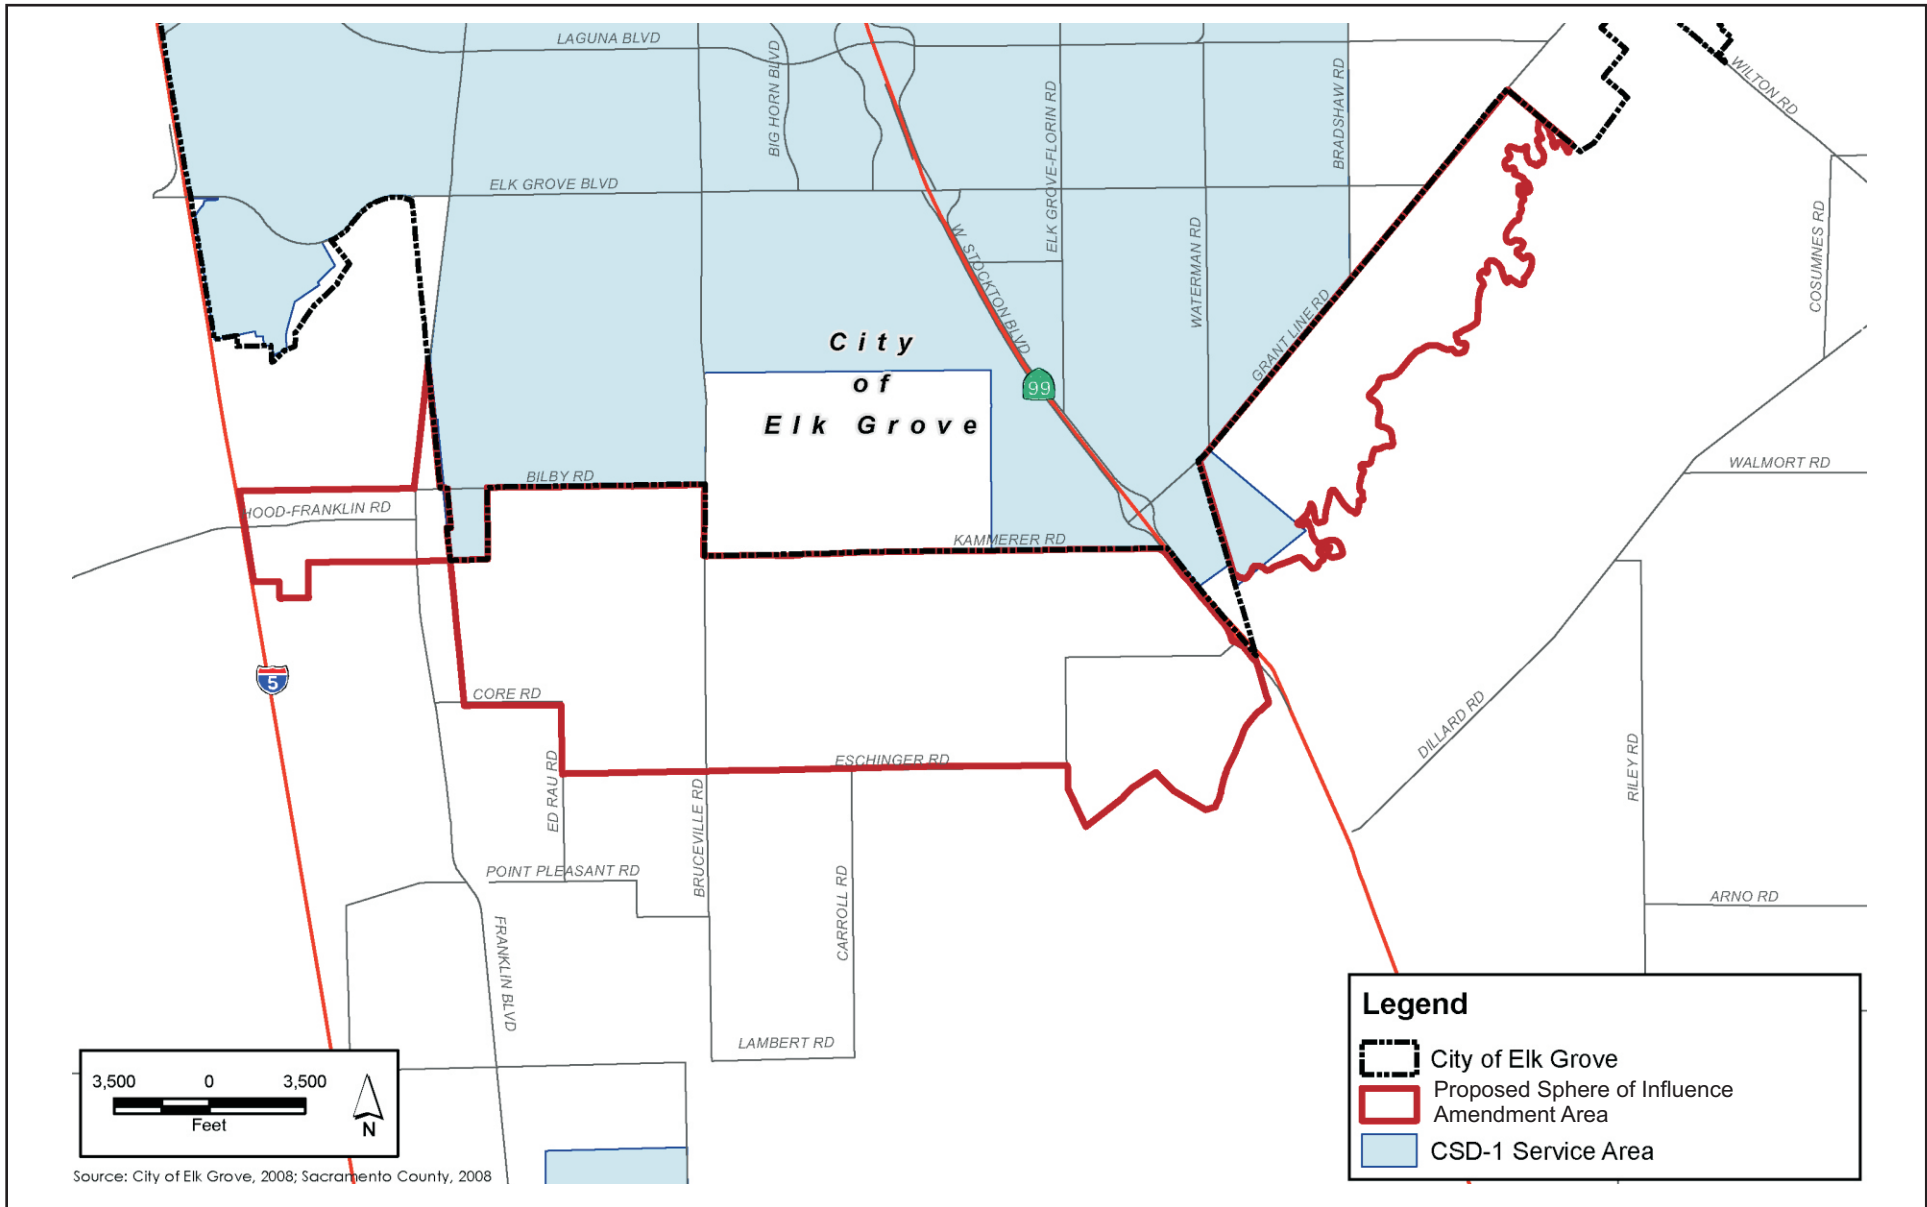 LAGUNA BLVD
BIG HORN BLVD
ELK GROVE-FLORIN RD
BRADSHAW RD
WILTON RD
ELK GROVE BLVD
W. STOCKTON BLVD
WATERMAN RD
COSUMNES RD
GRANT LINE RD
City
of
Elk Grove
99
BILBY RD
WALMORT RD
HOOD-FRANKLIN RD
KAMMERER RD
5
CORE RD
DILLARD RD
ED RAU RD
ESCHINGER RD
RILEY RD
BRUCEVILLE RD
POINT PLEASANT RD
CARROLL RD
ARNO RD
FRANKLIN BLVD
LAMBERT RD
Legend
City of Elk Grove
Proposed Sphere of Influence
Amendment Area
CSD-1 Service Area
3,500 0 3,500
Feet
N
Source: City of Elk Grove, 2008; Sacramento County, 2008